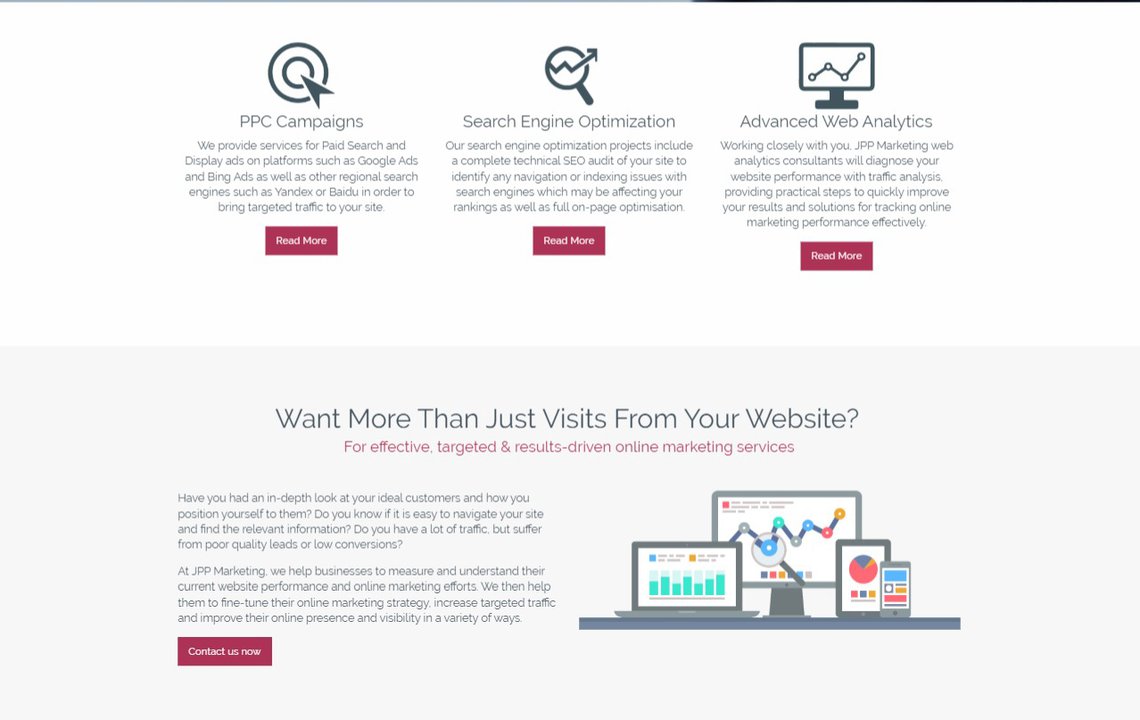 PPC Campaigns
We provide services for Paid Search and
Display ads on platforms such as Google Ads
and Bing Ads as well as other regional search
engines such as Yandex or Baidu in order to
bring targeted traffic to your site.
Read More
Search Engine Optimization
Our search engine optimization projects include
a complete technical SEO audit of your site to
identify any navigation or indexing issues with
search engines which may be affecting your
rankings as well as full on-page optimisation.
Read More
Advanced Web Analytics
Working closely with you, JPP Marketing web
analytics consultants will diagnose your
website performance with traffic analysis,
providing practical steps to quickly improve
your results and solutions for tracking online
marketing performance effectively.
Read More
Want More Than Just Visits From Your Website?
For effective, targeted & results-driven online marketing services
Have you had an in-depth look at your ideal customers and how you
position yourself to them? Do you know if it is easy to navigate your site
and find the relevant information? Do you have a lot of traffic, but suffer
from poor quality leads or low conversions?
At JPP Marketing, we help businesses to measure and understand their
current website performance and online marketing efforts. We then help
them to fine-tune their online marketing strategy, increase targeted traffic
and improve their online presence and visibility in a variety of ways.
Contact us now